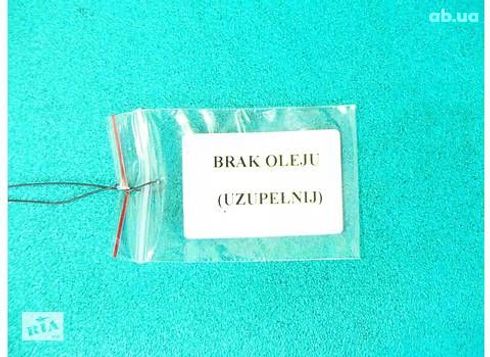 ab.ua
BRAK OLEJU
(UZUPEŁNIJ)
RIA